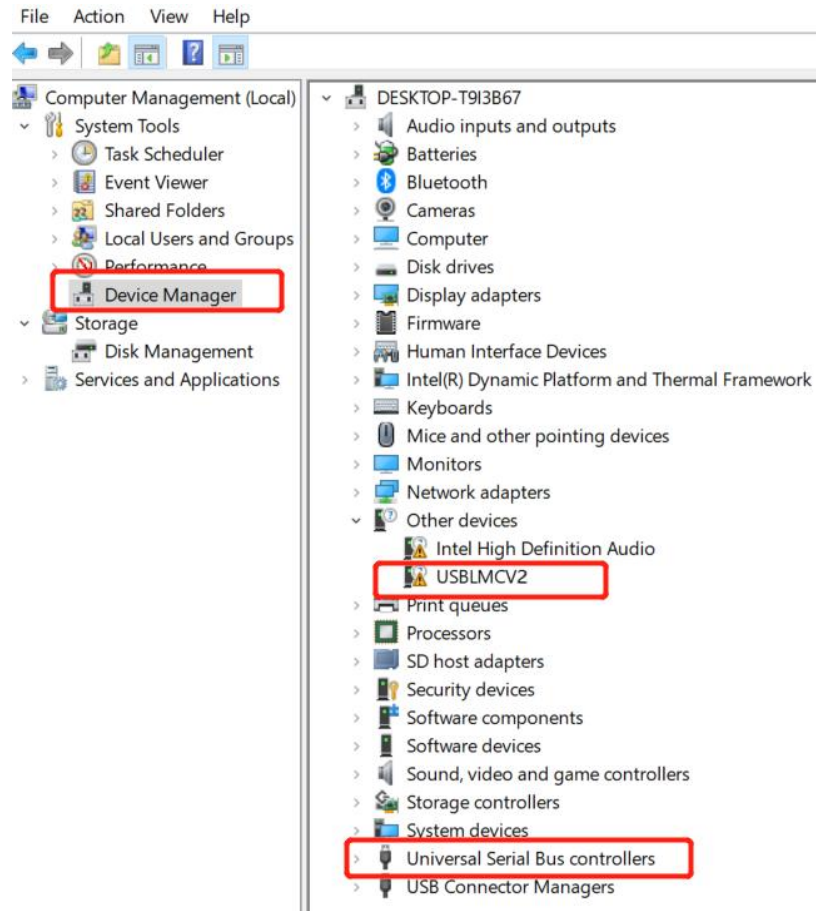 File Action View Help
Computer Management (Local)
System Tools
Task Scheduler
Event Viewer
Shared Folders
Local Users and Groups
Performance
Device Manager
Storage
Disk Management
Services and Applications
DESKTOP-T9I3B67
Audio inputs and outputs
Batteries
Bluetooth
Cameras
Computer
Disk drives
Display adapters
Firmware
Human Interface Devices
Intel(R) Dynamic Platform and Thermal Framework
Keyboards
Mice and other pointing devices
Monitors
Network adapters
Other devices
Intel High Definition Audio
USBLMCV2
Print queues
Processors
SD host adapters
Security devices
Software components
Software devices
Sound, video and game controllers
Storage controllers
System devices
Universal Serial Bus controllers
USB Connector Managers